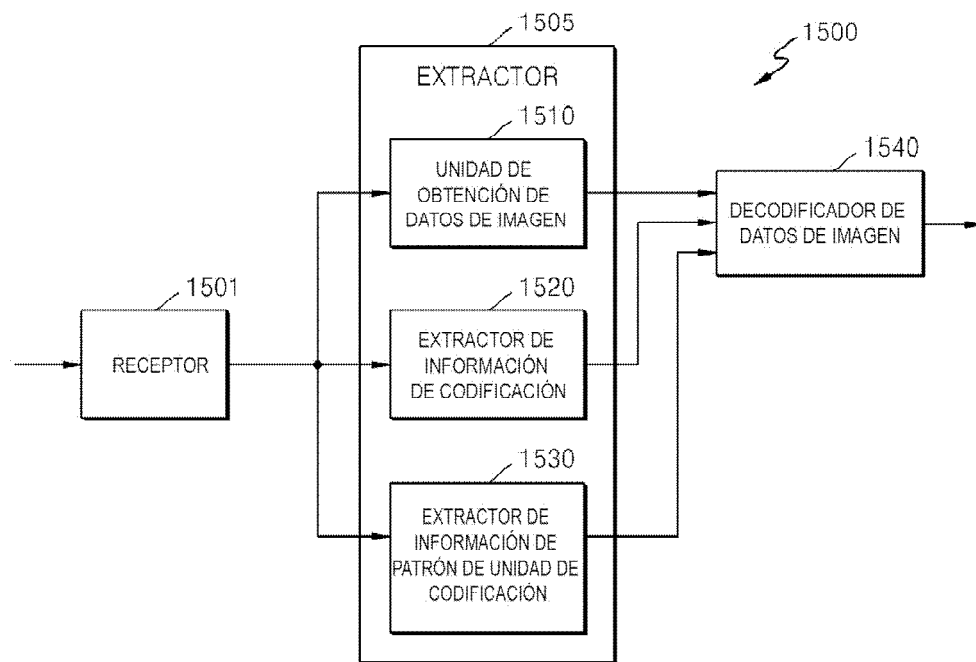 1505
1500
EXTRACTOR
1510
UNIDAD DE
OBTENCIÓN DE
DATOS DE IMAGEN
1540
DECODIFICADOR DE
DATOS DE IMAGEN
1501
RECEPTOR
1520
EXTRACTOR DE
INFORMACIÓN
DE CODIFICACIÓN
1530
EXTRACTOR DE
INFORMACIÓN DE
PATRÓN DE UNIDAD DE
CODIFICACIÓN